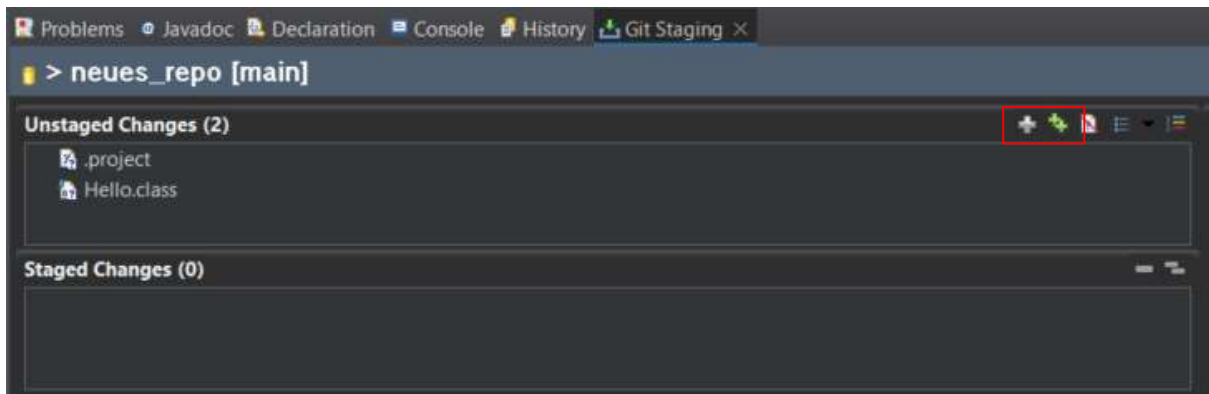 Problems Javadoc Declaration Console History Git Staging
> neues_repo [main]
Unstaged Changes (2)
.project
Hello.class
Staged Changes (0)